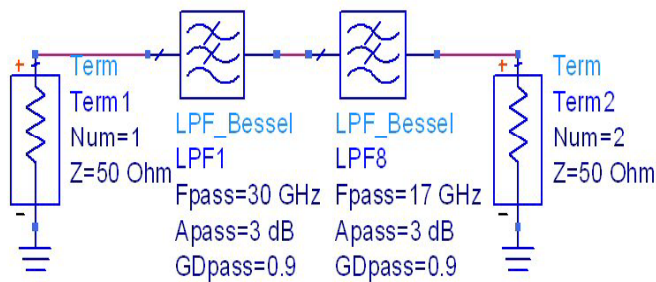 +
Term
Term1
Num=1
Z=50 Ohm
-
LPF_Bessel
LPF1
Fpass=30 GHz
Apass=3 dB
GDpass=0.9
LPF_Bessel
LPF8
Fpass=17 GHz
Apass=3 dB
GDpass=0.9
+
Term
Term2
Num=2
Z=50 Ohm
-